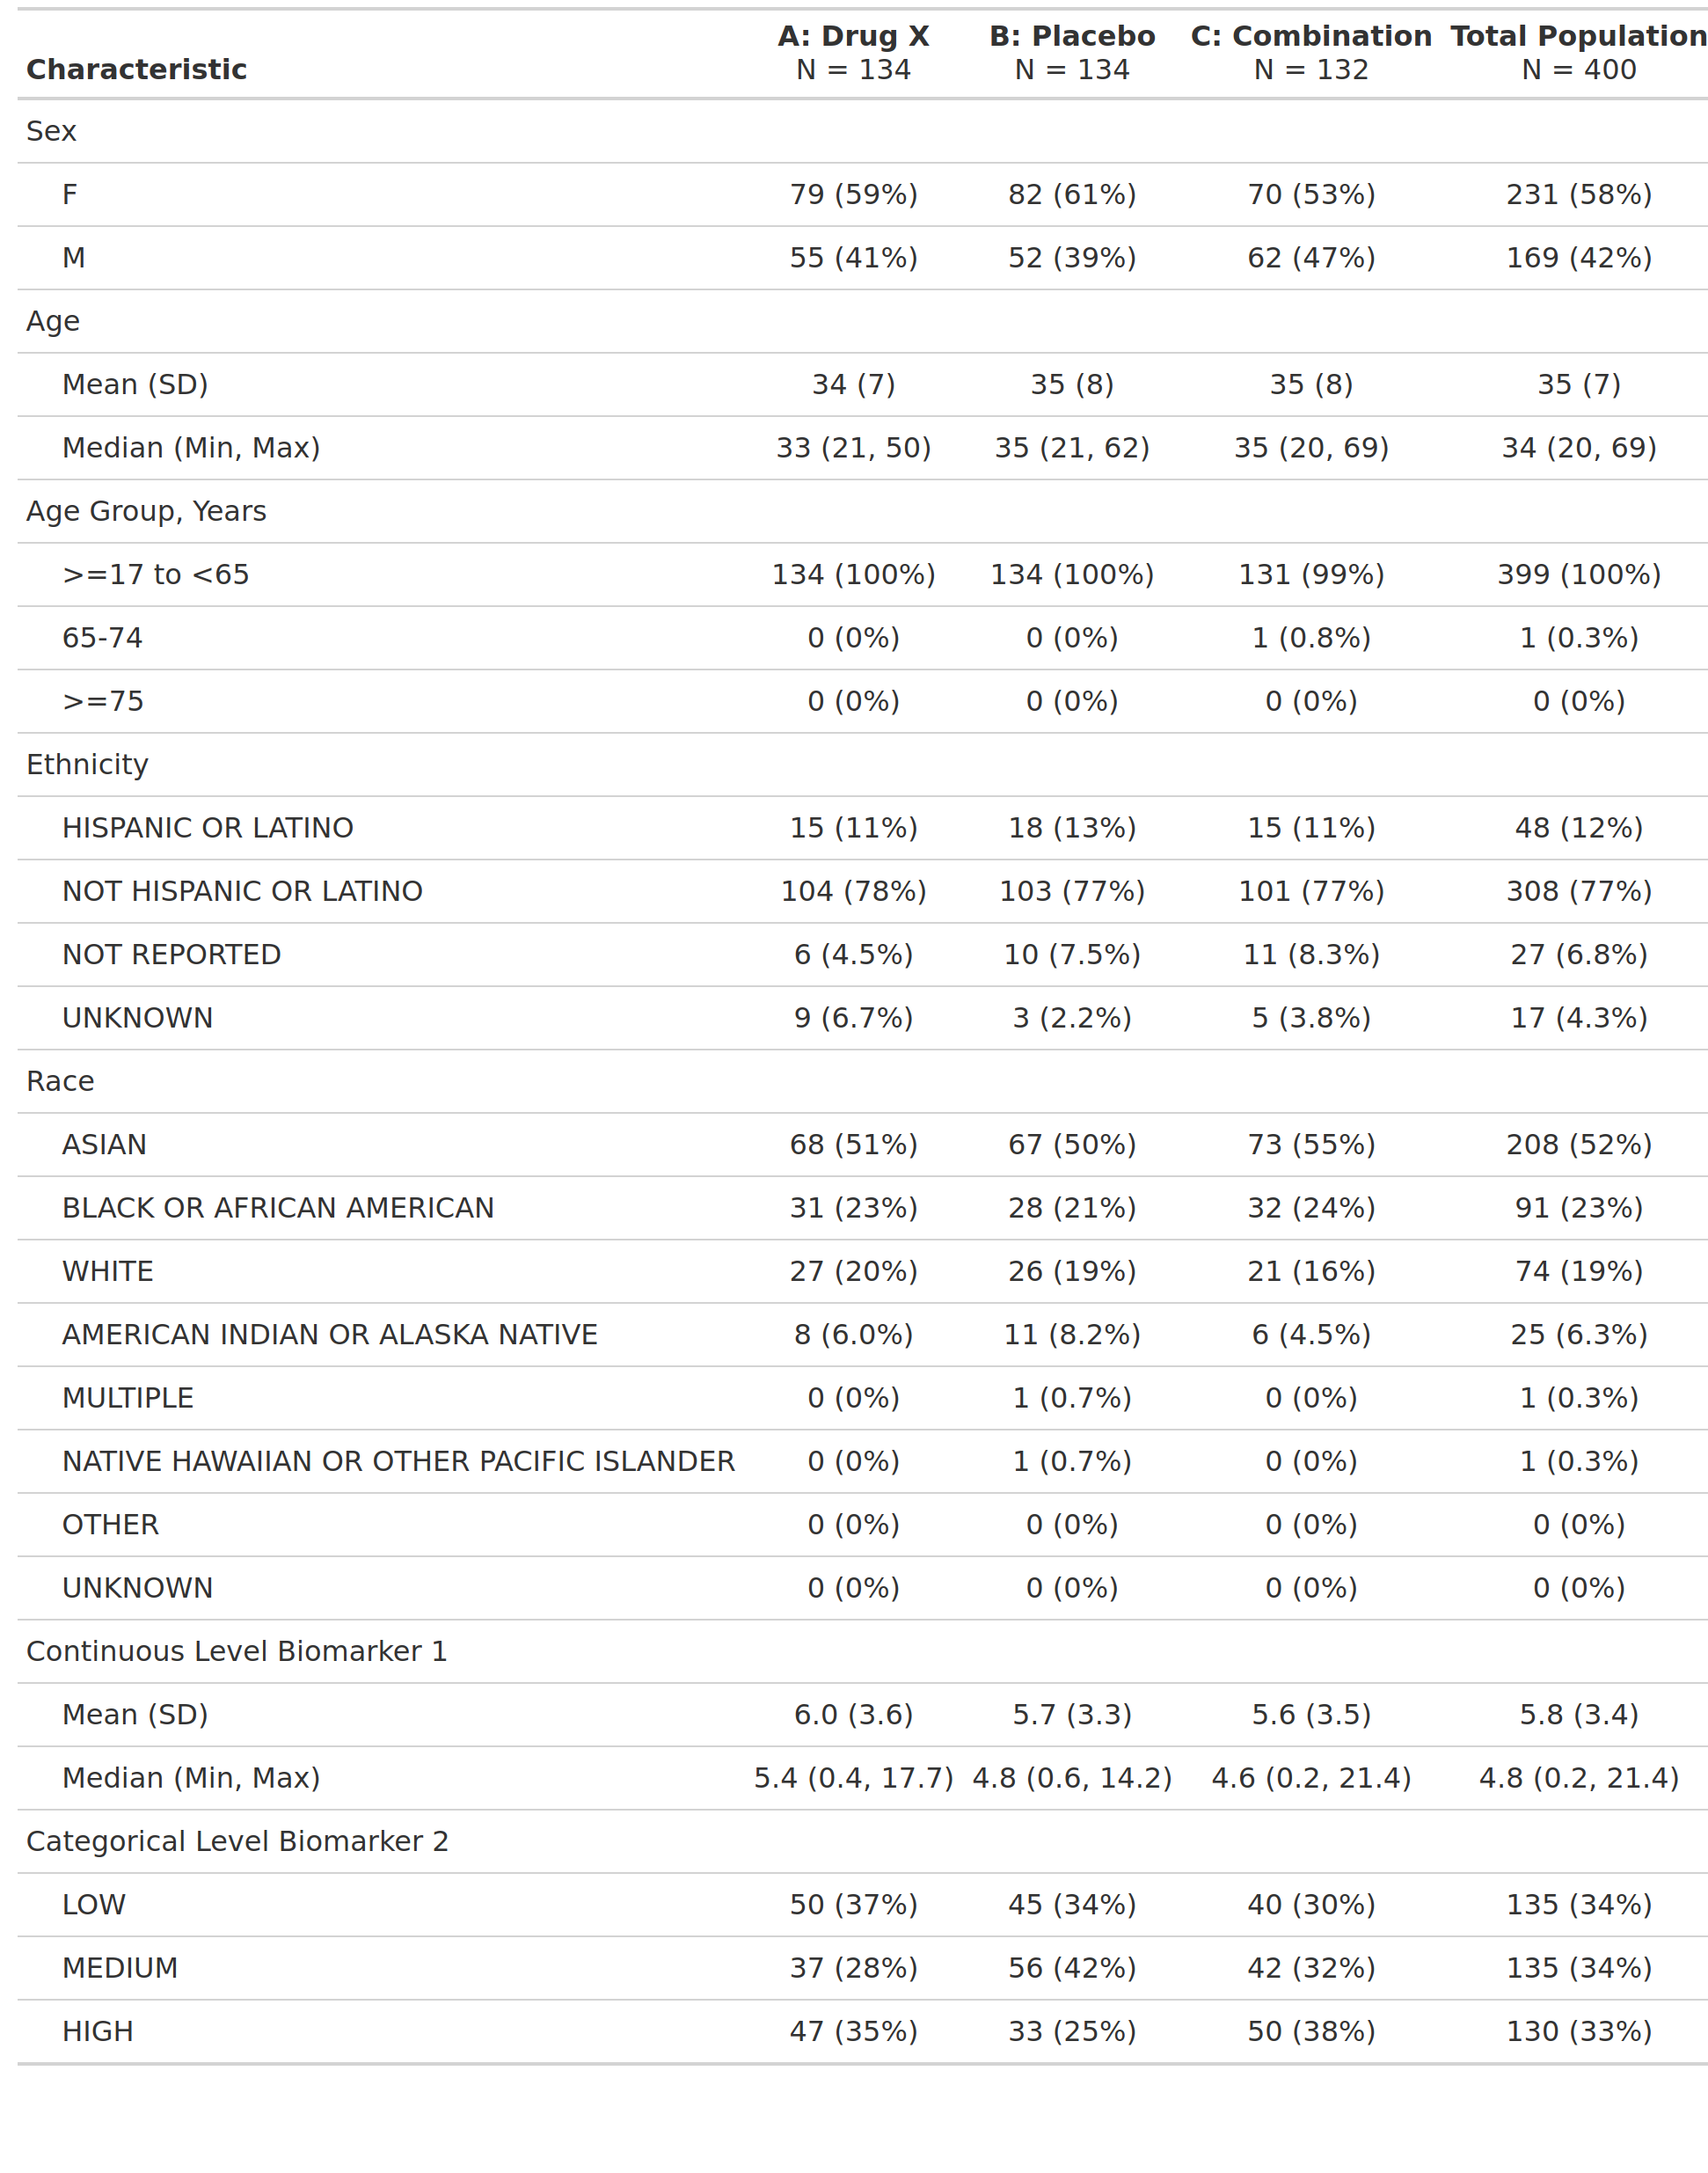 Characteristic A: Drug X N = 134 B: Placebo N = 134 C: Combination N = 132 Total Population N = 400
Sex
F 79 (59%) 82 (61%) 70 (53%) 231 (58%)
M 55 (41%) 52 (39%) 62 (47%) 169 (42%)
Age
Mean (SD) 34 (7) 35 (8) 35 (8) 35 (7)
Median (Min, Max) 33 (21, 50) 35 (21, 62) 35 (20, 69) 34 (20, 69)
Age Group, Years
>=17 to <65 134 (100%) 134 (100%) 131 (99%) 399 (100%)
65-74 0 (0%) 0 (0%) 1 (0.8%) 1 (0.3%)
>=75 0 (0%) 0 (0%) 0 (0%) 0 (0%)
Ethnicity
HISPANIC OR LATINO 15 (11%) 18 (13%) 15 (11%) 48 (12%)
NOT HISPANIC OR LATINO 104 (78%) 103 (77%) 101 (77%) 308 (77%)
NOT REPORTED 6 (4.5%) 10 (7.5%) 11 (8.3%) 27 (6.8%)
UNKNOWN 9 (6.7%) 3 (2.2%) 5 (3.8%) 17 (4.3%)
Race
ASIAN 68 (51%) 67 (50%) 73 (55%) 208 (52%)
BLACK OR AFRICAN AMERICAN 31 (23%) 28 (21%) 32 (24%) 91 (23%)
WHITE 27 (20%) 26 (19%) 21 (16%) 74 (19%)
AMERICAN INDIAN OR ALASKA NATIVE 8 (6.0%) 11 (8.2%) 6 (4.5%) 25 (6.3%)
MULTIPLE 0 (0%) 1 (0.7%) 0 (0%) 1 (0.3%)
NATIVE HAWAIIAN OR OTHER PACIFIC ISLANDER 0 (0%) 1 (0.7%) 0 (0%) 1 (0.3%)
OTHER 0 (0%) 0 (0%) 0 (0%) 0 (0%)
UNKNOWN 0 (0%) 0 (0%) 0 (0%) 0 (0%)
Continuous Level Biomarker 1
Mean (SD) 6.0 (3.6) 5.7 (3.3) 5.6 (3.5) 5.8 (3.4)
Median (Min, Max) 5.4 (0.4, 17.7) 4.8 (0.6, 14.2) 4.6 (0.2, 21.4) 4.8 (0.2, 21.4)
Categorical Level Biomarker 2
LOW 50 (37%) 45 (34%) 40 (30%) 135 (34%)
MEDIUM 37 (28%) 56 (42%) 42 (32%) 135 (34%)
HIGH 47 (35%) 33 (25%) 50 (38%) 130 (33%)